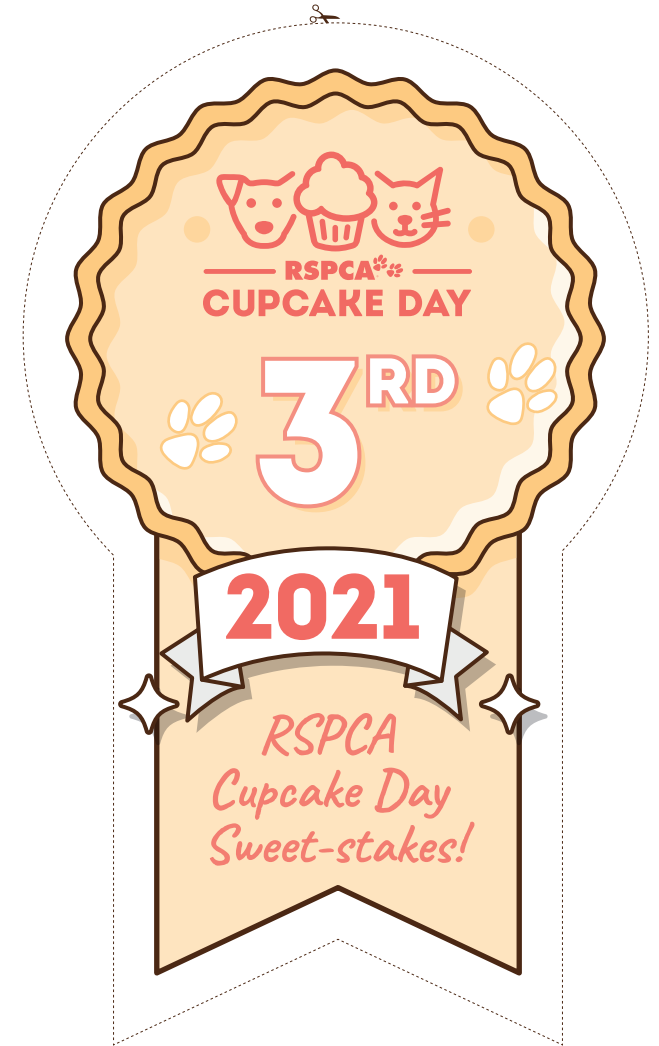 RSPCA
CUPCAKE DAY
3RD
2021
RSPCA
Cupcake Day
Sweet-stakes!